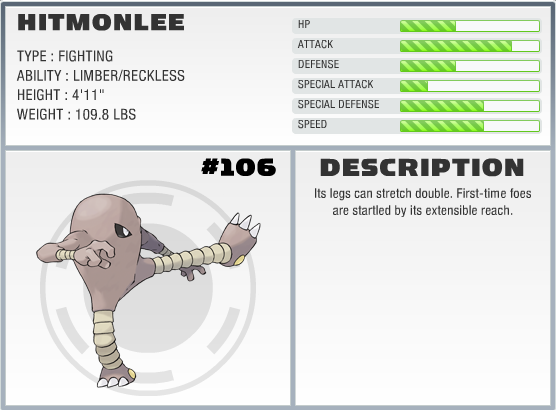 HITMONLEE
TYPE : FIGHTING
ABILITY : LIMBER/RECKLESS
HEIGHT : 4'11"
WEIGHT : 109.8 LBS
HP
ATTACK
DEFENSE
SPECIAL ATTACK
SPECIAL DEFENSE
SPEED
#106
DESCRIPTION
Its legs can stretch double. First-time foes
are startled by its extensible reach.